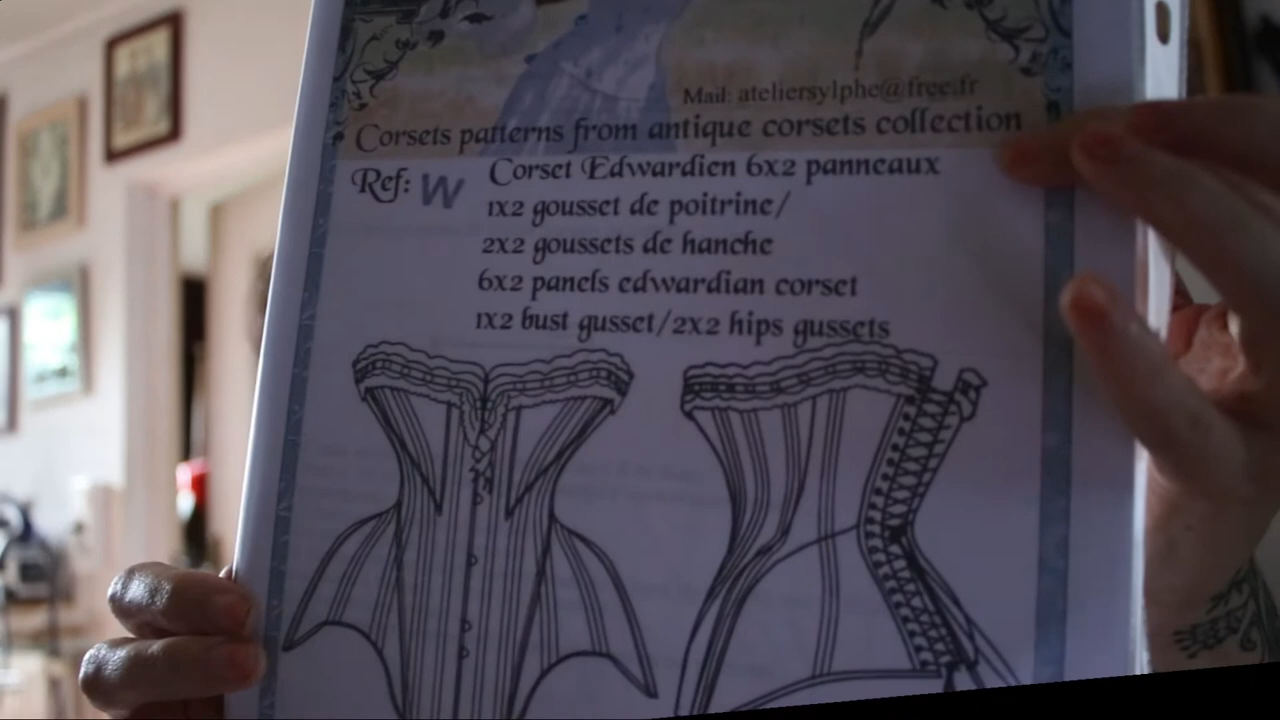 Mail: ateliersylphe@free.fr
Corsets patterns from antique corsets collection
Ref: W
Corset Edwardien 6x2 panneaux
1x2 gousset de poitrine/
2x2 goussets de hanche
6x2 panels edwardian corset
1x2 bust gusset/2x2 hips gussets